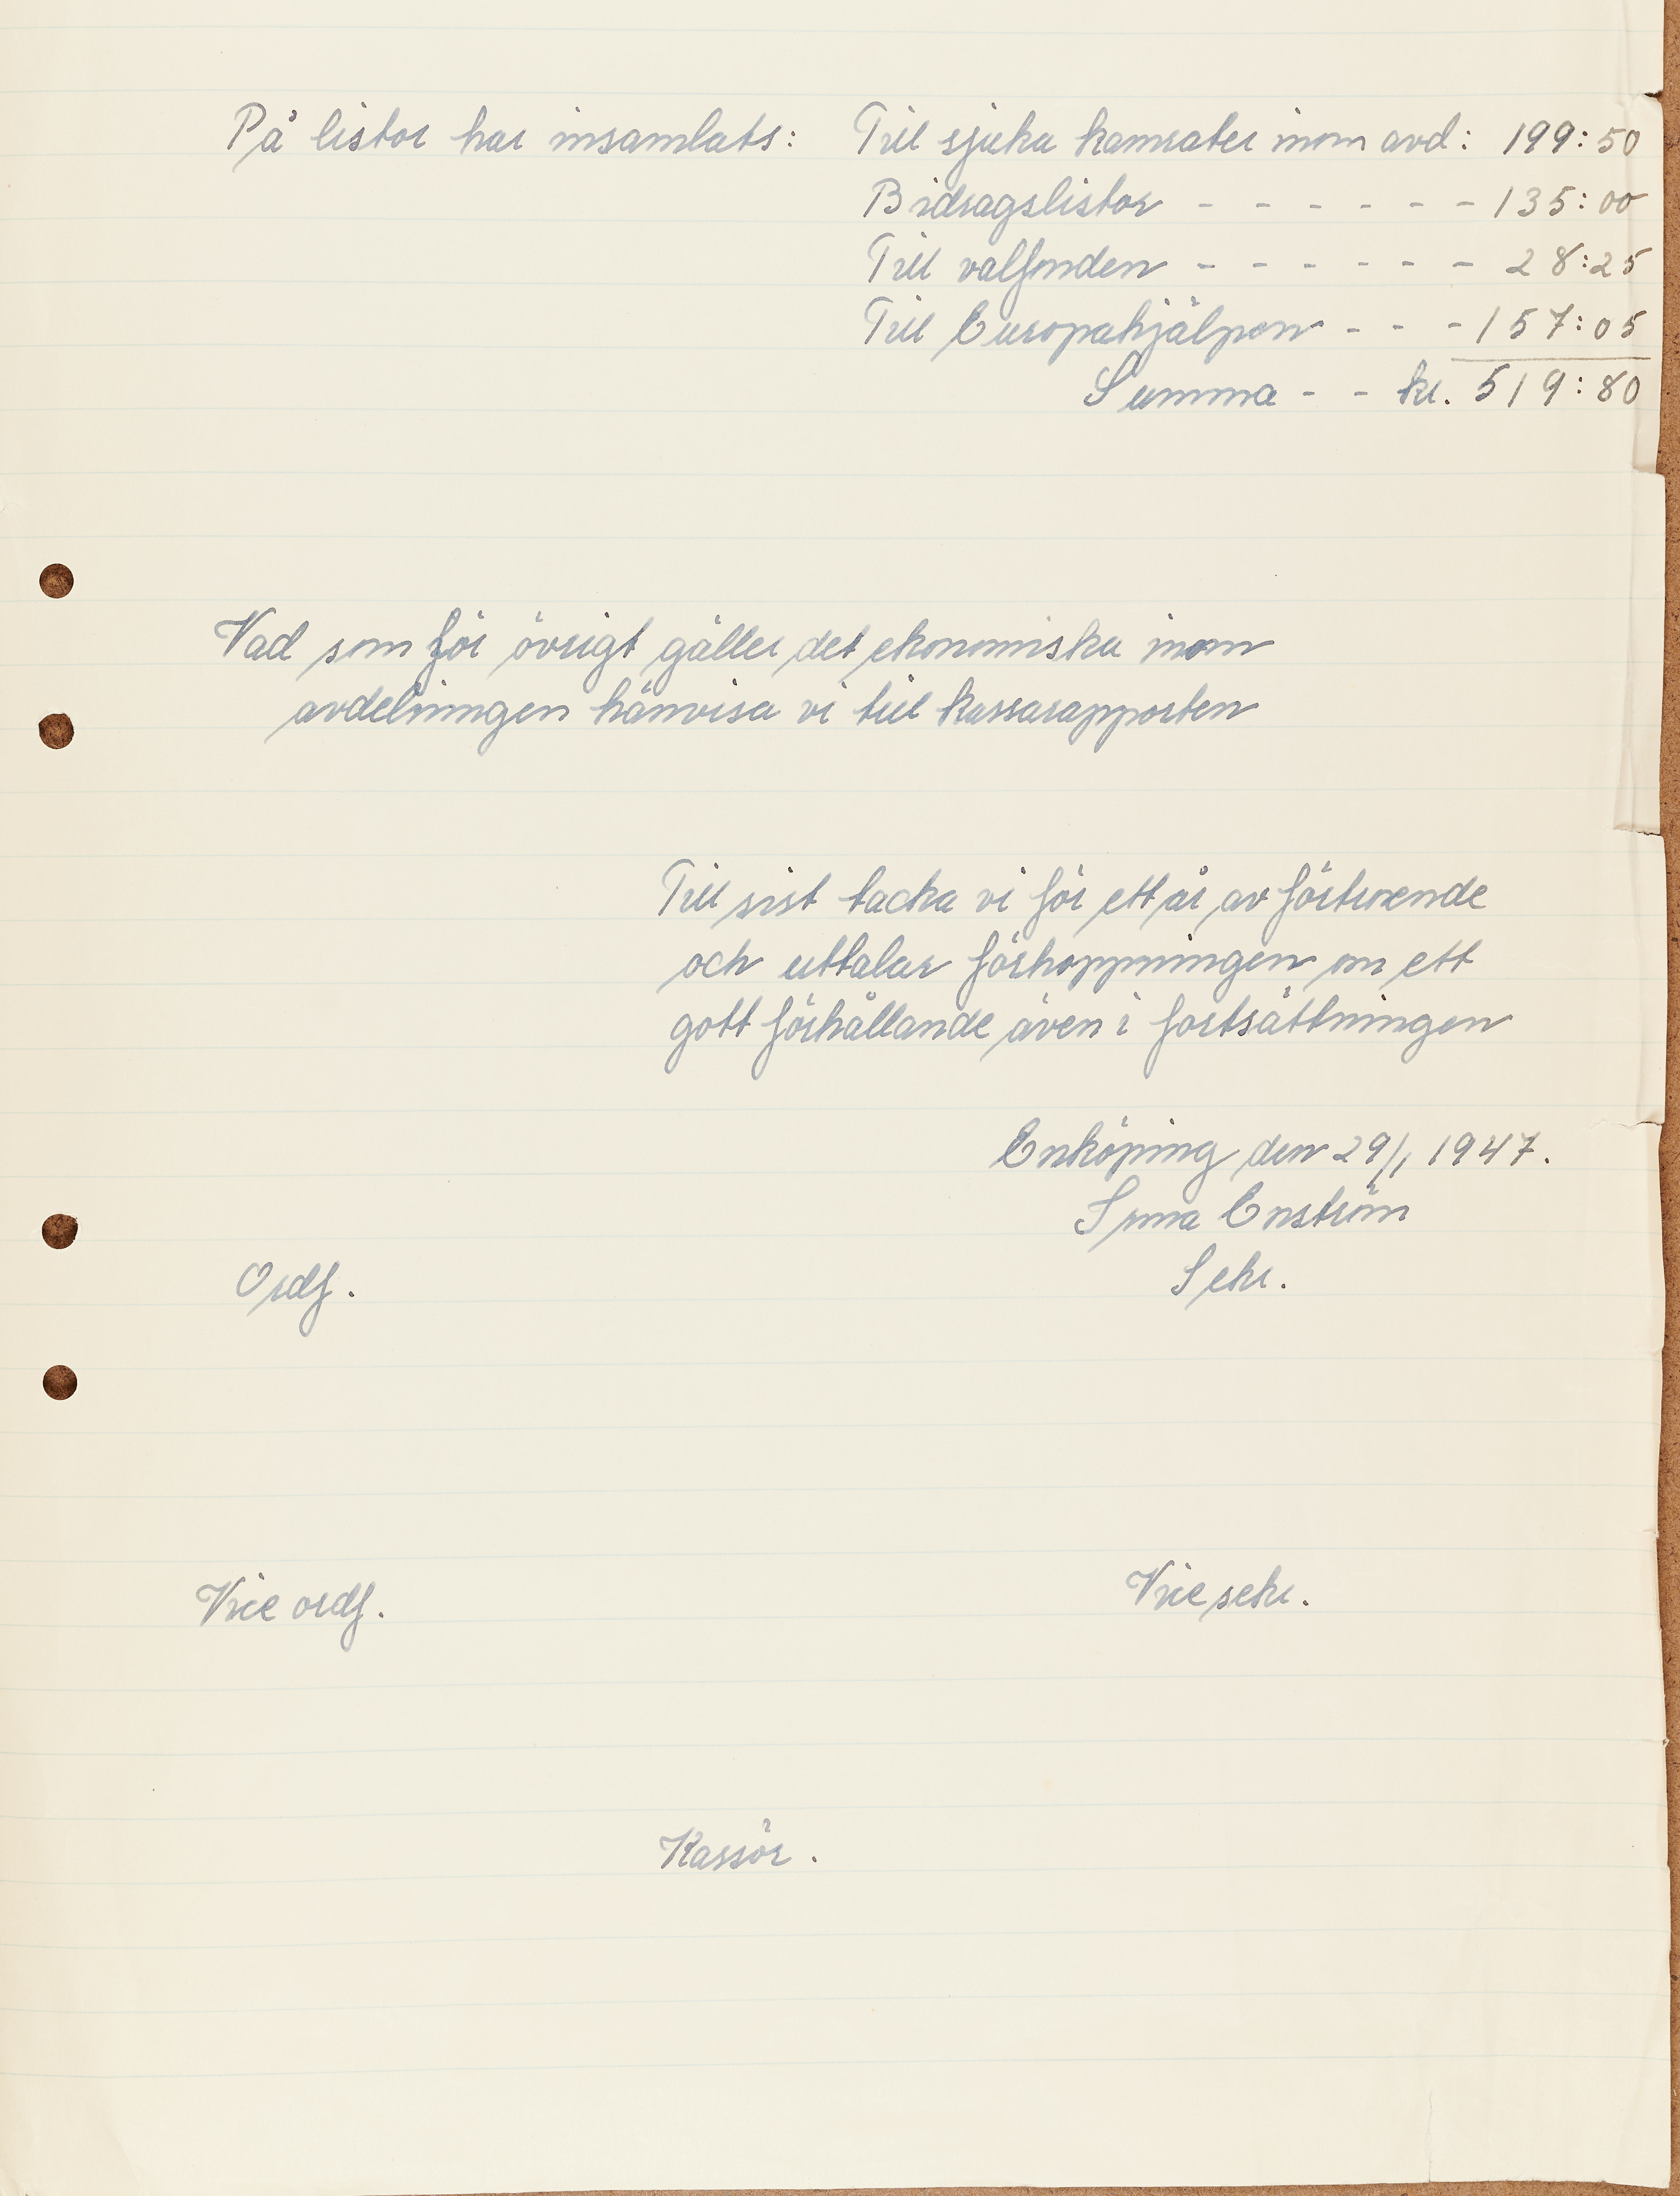 På listor har insamlats: Till sjuka kamrater inom avd: 199:50
Bidragslistor - - - - - - 135:00
Till valfonden - - - - - - 28:25
Till Europahjälpen - - - 157:05
Summa - - kr. 519:80
Vad som för övrigt gäller det ekonomiska inom
avdelningen hänvisa vi till kassarapporten
Till sist tacka vi för ett år av förtroende
och uttalar förhoppningen om ett
gott förhållande även i fortsättningen
Enköping den 29/1 1947.
Enström
Ordf. Sekr.
Vice ordf. Vice sekr.
Kassör.